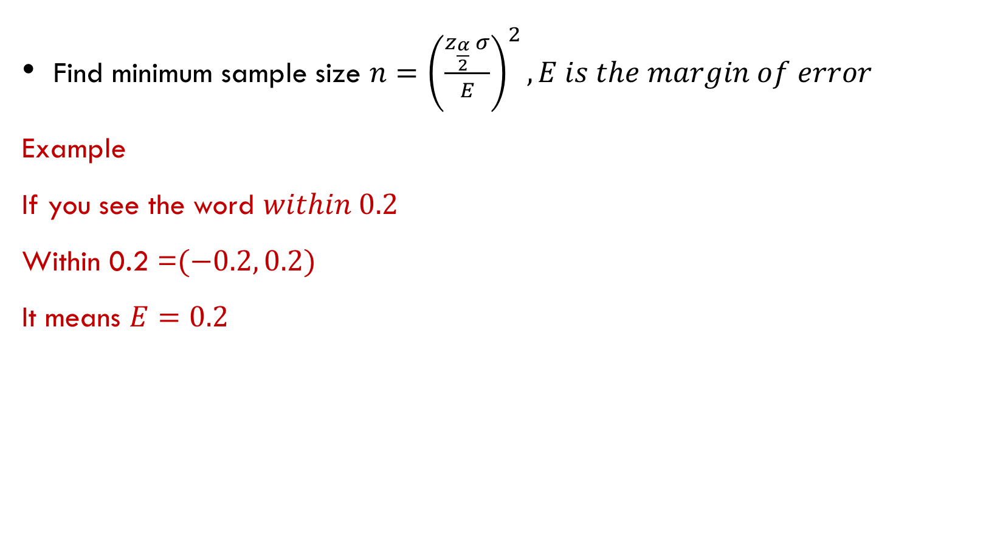 • Find minimum sample size $n = \left(\frac{z_{\frac{\alpha}{2}} \sigma}{E}\right)^2$, E is the margin of error
Example
If you see the word within 0.2
Within 0.2 =(−0.2, 0.2)
It means E = 0.2